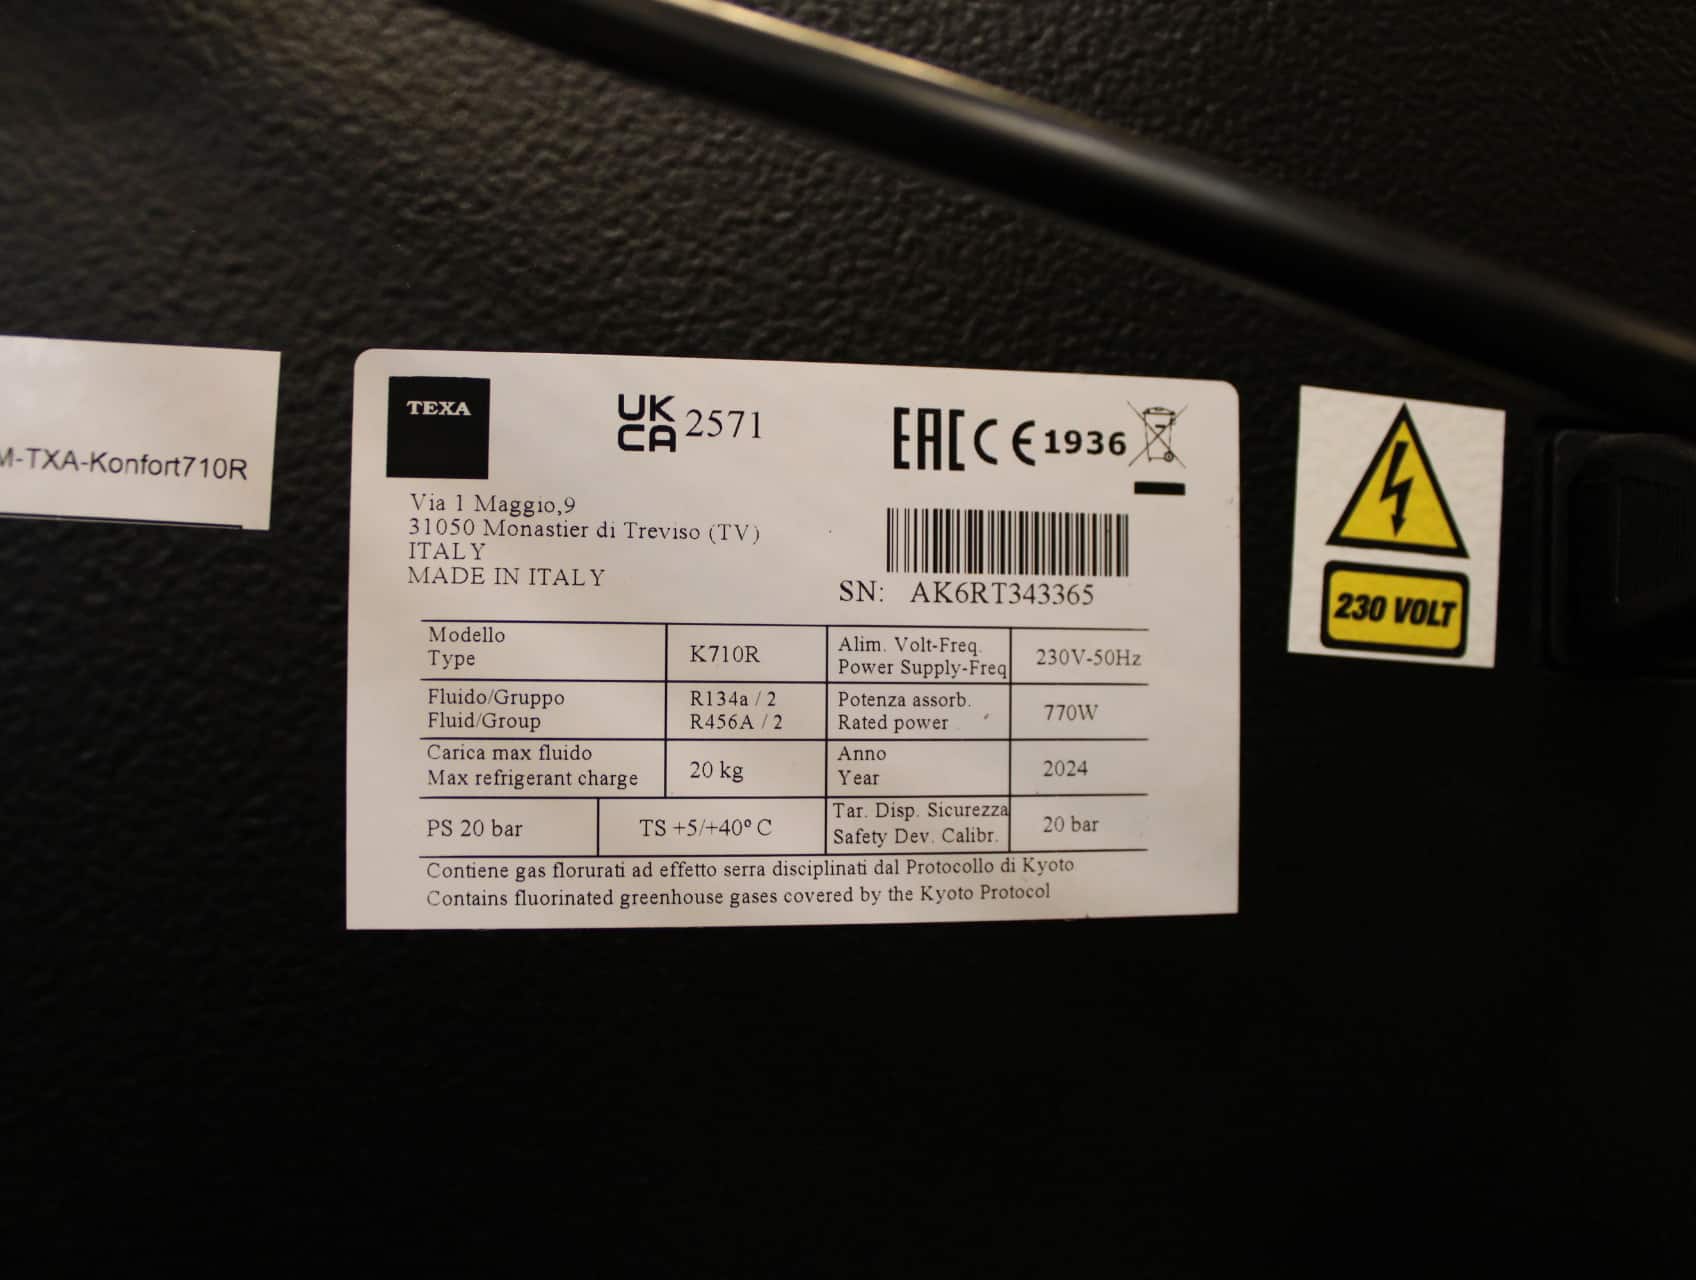 M-TXA-Konfort710R
TEXA
UK
CA 2571
EAC CE 1936
Via 1 Maggio,9
31050 Monastier di Treviso (TV)
ITALY
MADE IN ITALY
SN: AK6RT343365
Modello
Type
K710R
Alim. Volt-Freq.
Power Supply-Freq
230V-50Hz
Fluido/Gruppo
Fluid/Group
R134a / 2
R456A / 2
Potenza assorb.
Rated power
770W
Carica max fluido
Max refrigerant charge
20 kg
Anno
Year
2024
PS 20 bar
TS +5/+40° C
Tar. Disp. Sicurezza
Safety Dev. Calibr.
20 bar
Contiene gas florurati ad effetto serra disciplinati dal Protocollo di Kyoto
Contains fluorinated greenhouse gases covered by the Kyoto Protocol
230 VOLT